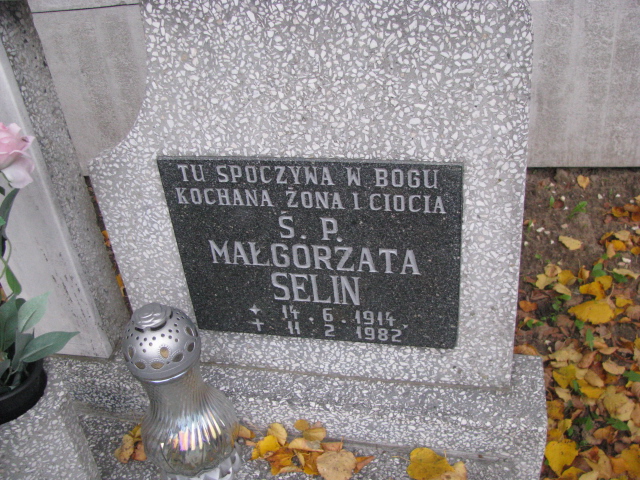 TU SPOCZYWA W BOGU
KOCHANA ŻONA I CIOCIA
Ś. P.
MAŁGORZATA
SELIN
14. 6. 1914
11 2 1982